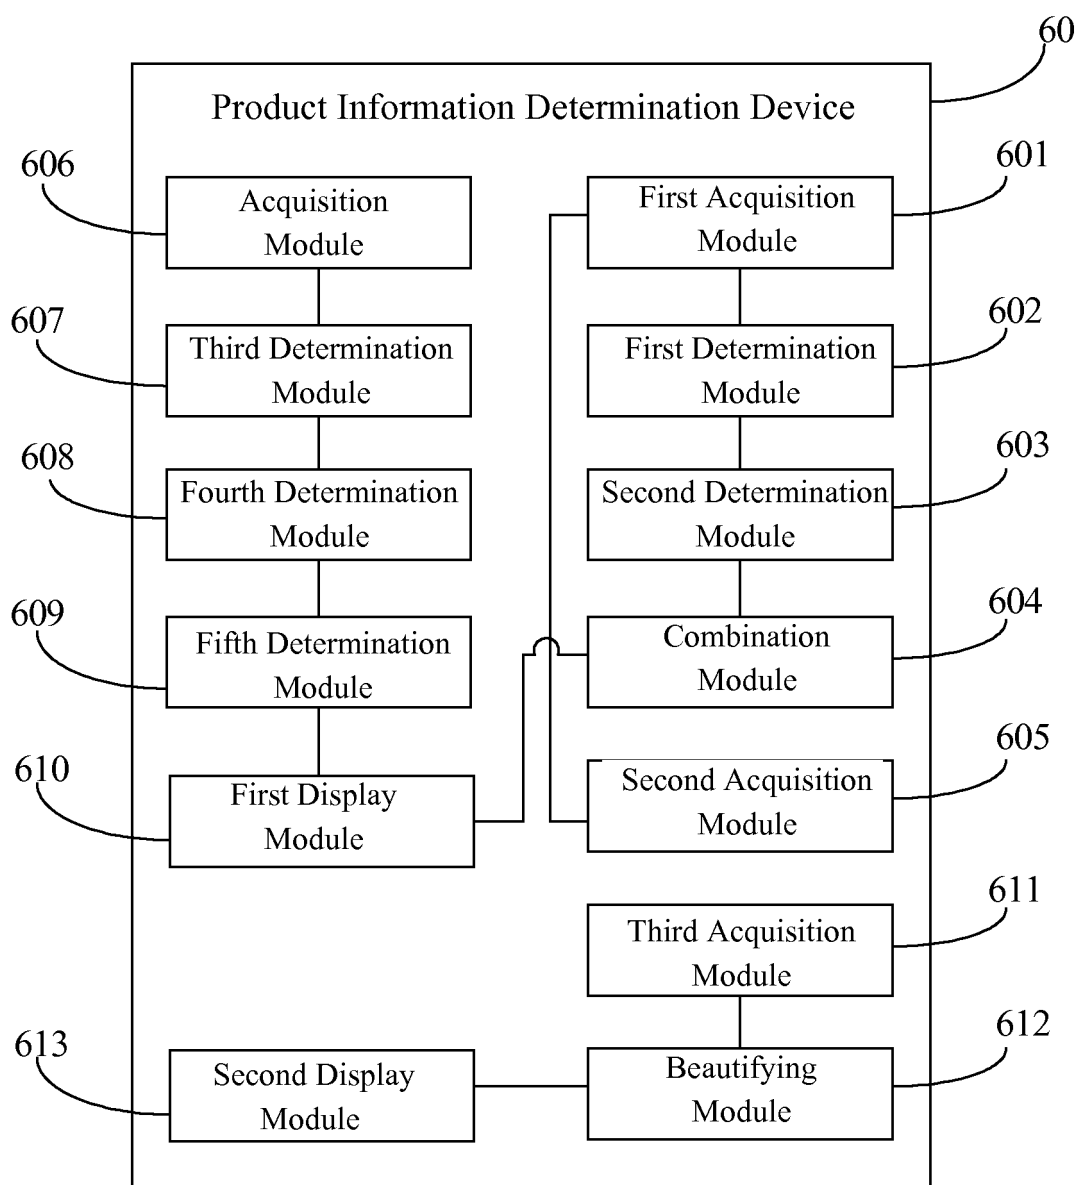 60
Product Information Determination Device
606
Acquisition
Module
601
First Acquisition
Module
607
Third Determination
Module
602
First Determination
Module
608
Fourth Determination
Module
603
Second Determination
Module
609
Fifth Determination
Module
604
Combination
Module
610
First Display
Module
605
Second Acquisition
Module
611
Third Acquisition
Module
613
Second Display
Module
612
Beautifying
Module